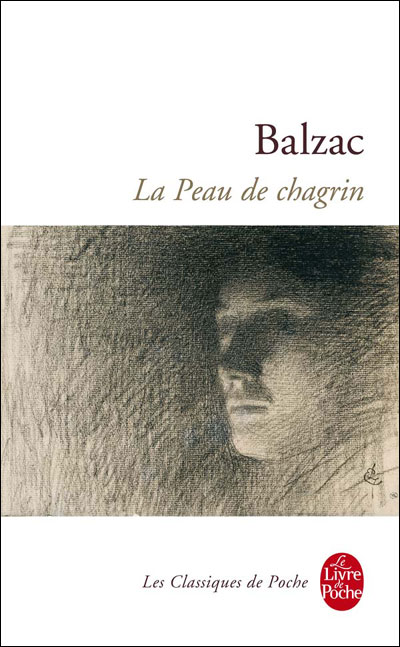 Balzac
La Peau de chagrin
Les Classiques de Poche
Le
Livre
de
Poche